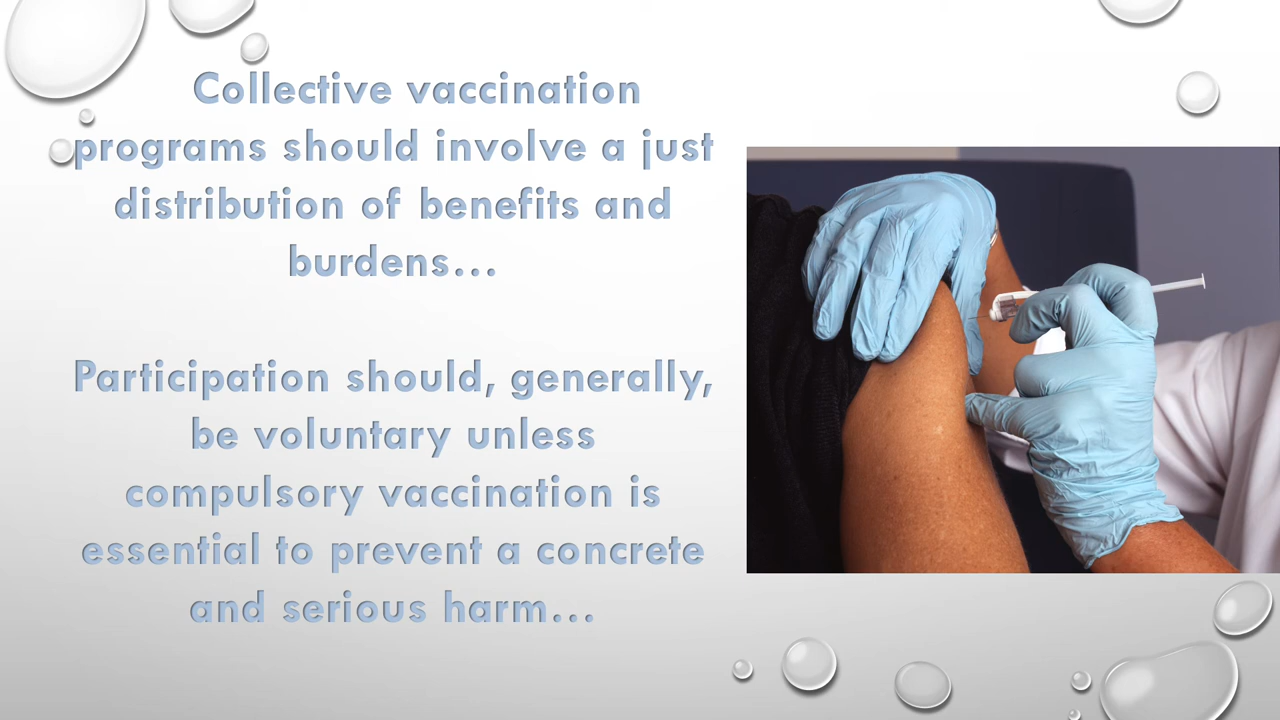 Collective vaccination
programs should involve a just
distribution of benefits and
burdens...
Participation should, generally,
be voluntary unless
compulsory vaccination is
essential to prevent a concrete
and serious harm...